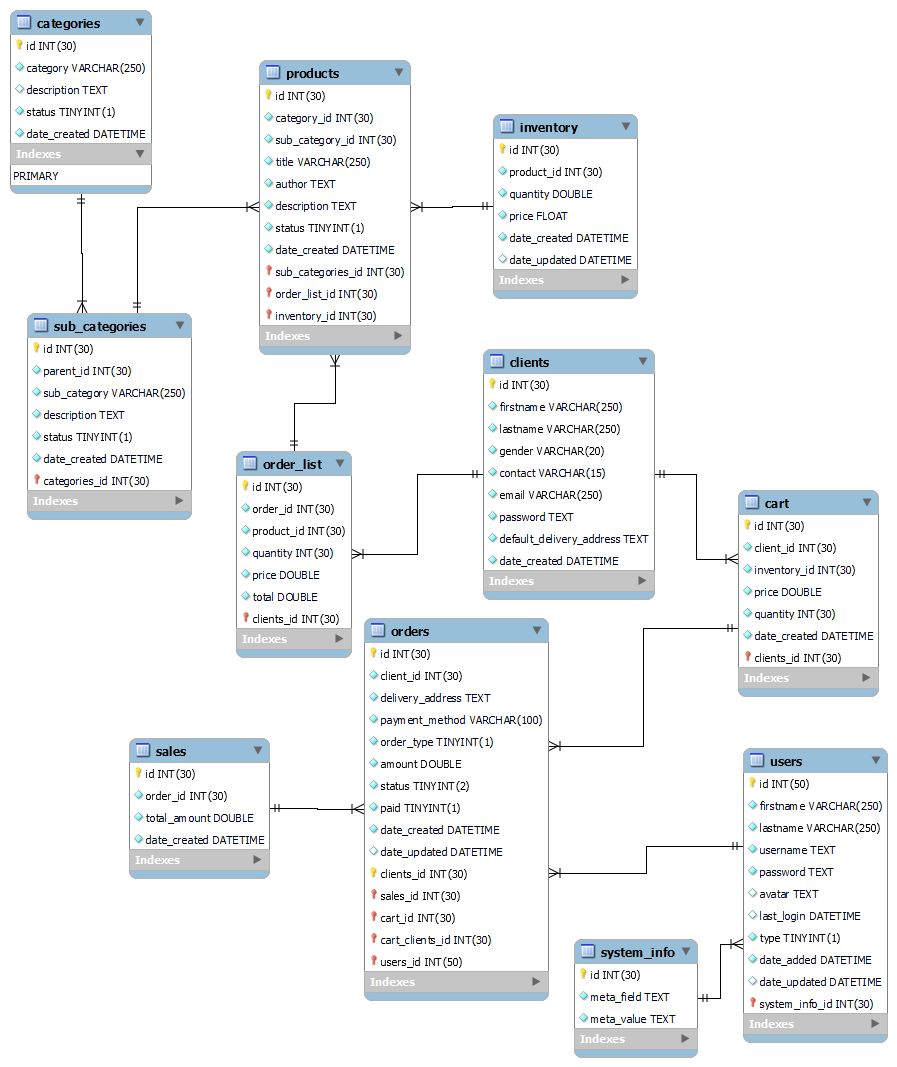 categories
id INT(30)
category VARCHAR(250)
description TEXT
status TINYINT(1)
date_created DATETIME
Indexes
PRIMARY
products
id INT(30)
category_id INT(30)
sub_category_id INT(30)
title VARCHAR(250)
author TEXT
description TEXT
status TINYINT(1)
date_created DATETIME
sub_categories_id INT(30)
order_list_id INT(30)
inventory_id INT(30)
Indexes
inventory
id INT(30)
product_id INT(30)
quantity DOUBLE
price FLOAT
date_created DATETIME
date_updated DATETIME
Indexes
sub_categories
id INT(30)
parent_id INT(30)
sub_category VARCHAR(250)
description TEXT
status TINYINT(1)
date_created DATETIME
categories_id INT(30)
Indexes
clients
id INT(30)
firstname VARCHAR(250)
lastname VARCHAR(250)
gender VARCHAR(20)
contact VARCHAR(15)
email VARCHAR(250)
password TEXT
default_delivery_address TEXT
date_created DATETIME
Indexes
order_list
id INT(30)
order_id INT(30)
product_id INT(30)
quantity INT(30)
price DOUBLE
total DOUBLE
clients_id INT(30)
Indexes
cart
id INT(30)
client_id INT(30)
inventory_id INT(30)
price DOUBLE
quantity INT(30)
date_created DATETIME
clients_id INT(30)
Indexes
orders
id INT(30)
client_id INT(30)
delivery_address TEXT
payment_method VARCHAR(100)
order_type TINYINT(1)
amount DOUBLE
status TINYINT(2)
paid TINYINT(1)
date_created DATETIME
date_updated DATETIME
clients_id INT(30)
sales_id INT(30)
cart_id INT(30)
cart_clients_id INT(30)
users_id INT(50)
Indexes
sales
id INT(30)
order_id INT(30)
total_amount DOUBLE
date_created DATETIME
Indexes
users
id INT(50)
firstname VARCHAR(250)
lastname VARCHAR(250)
username TEXT
password TEXT
avatar TEXT
last_login DATETIME
type TINYINT(1)
date_added DATETIME
date_updated DATETIME
system_info_id INT(30)
Indexes
system_info
id INT(30)
meta_field TEXT
meta_value TEXT
Indexes